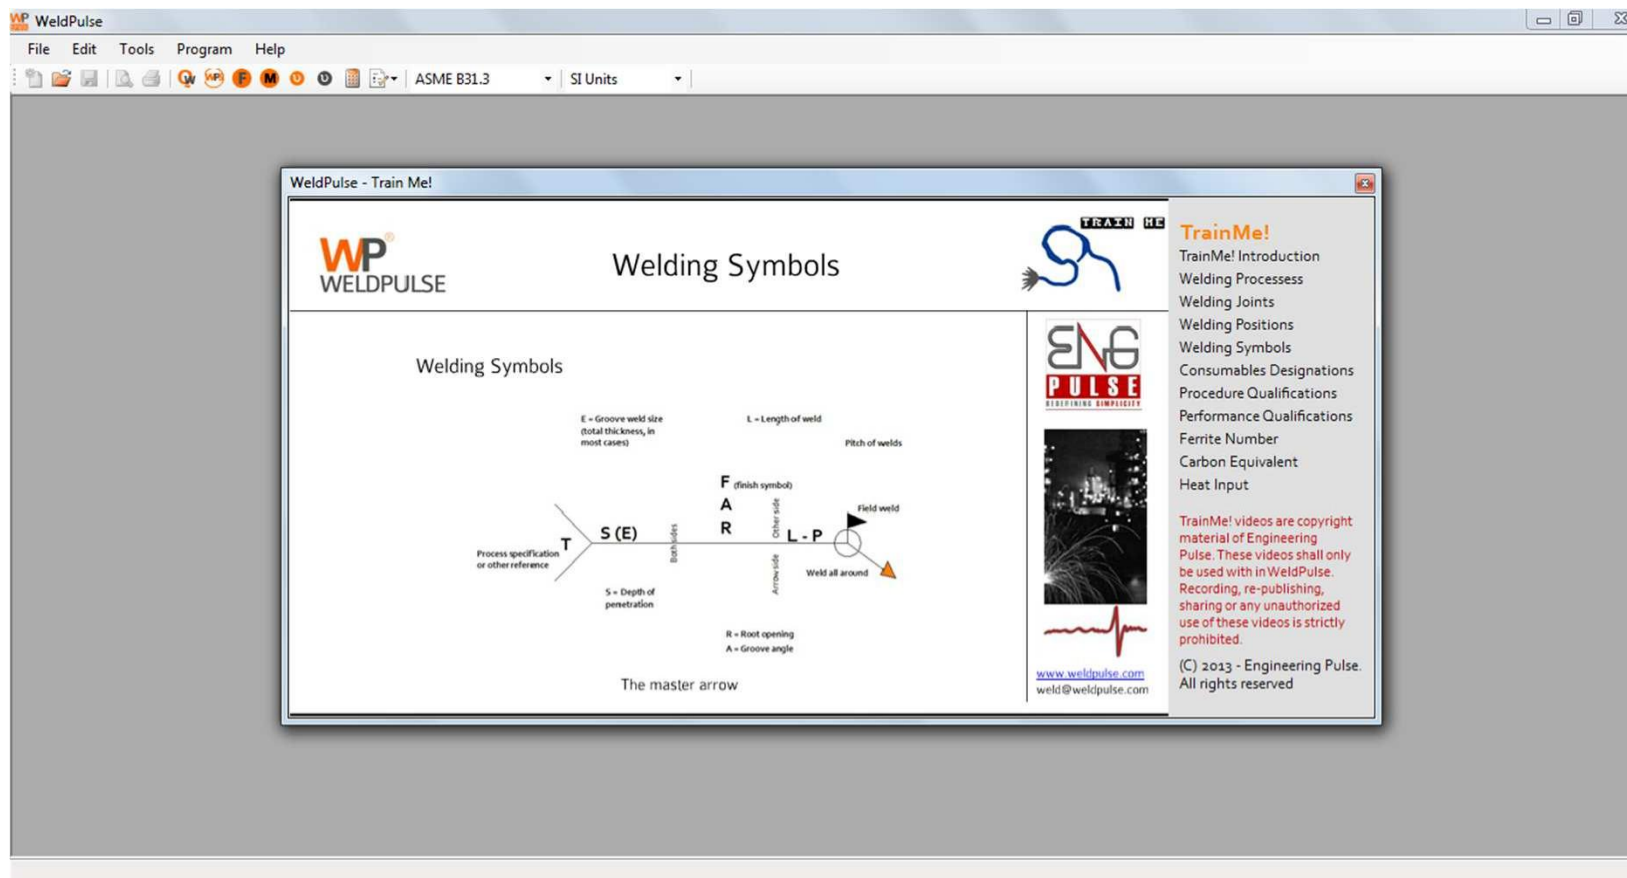 WeldPulse
File Edit Tools Program Help
ASME B31.3 SI Units
WeldPulse - Train Me!
WP®
WELDPULSE
Welding Symbols
TRAIN ME
Welding Symbols
E = Groove weld size
(total thickness, in
most cases)
L = Length of weld
Pitch of welds
F (finish symbol)
A
R
S (E)
Both sides
Other side
Arrow side
L - P
Field weld
T
Process specification
or other reference
Weld all around
S = Depth of
penetration
R = Root opening
A = Groove angle
The master arrow
ENG
PULSE
REDEFINING SIMPLICITY
www.weldpulse.com
weld@weldpulse.com
TrainMe!
TrainMe! Introduction
Welding Processess
Welding Joints
Welding Positions
Welding Symbols
Consumables Designations
Procedure Qualifications
Performance Qualifications
Ferrite Number
Carbon Equivalent
Heat Input
TrainMe! videos are copyright
material of Engineering
Pulse. These videos shall only
be used with in WeldPulse.
Recording, re-publishing,
sharing or any unauthorized
use of these videos is strictly
prohibited.
(C) 2013 - Engineering Pulse.
All rights reserved